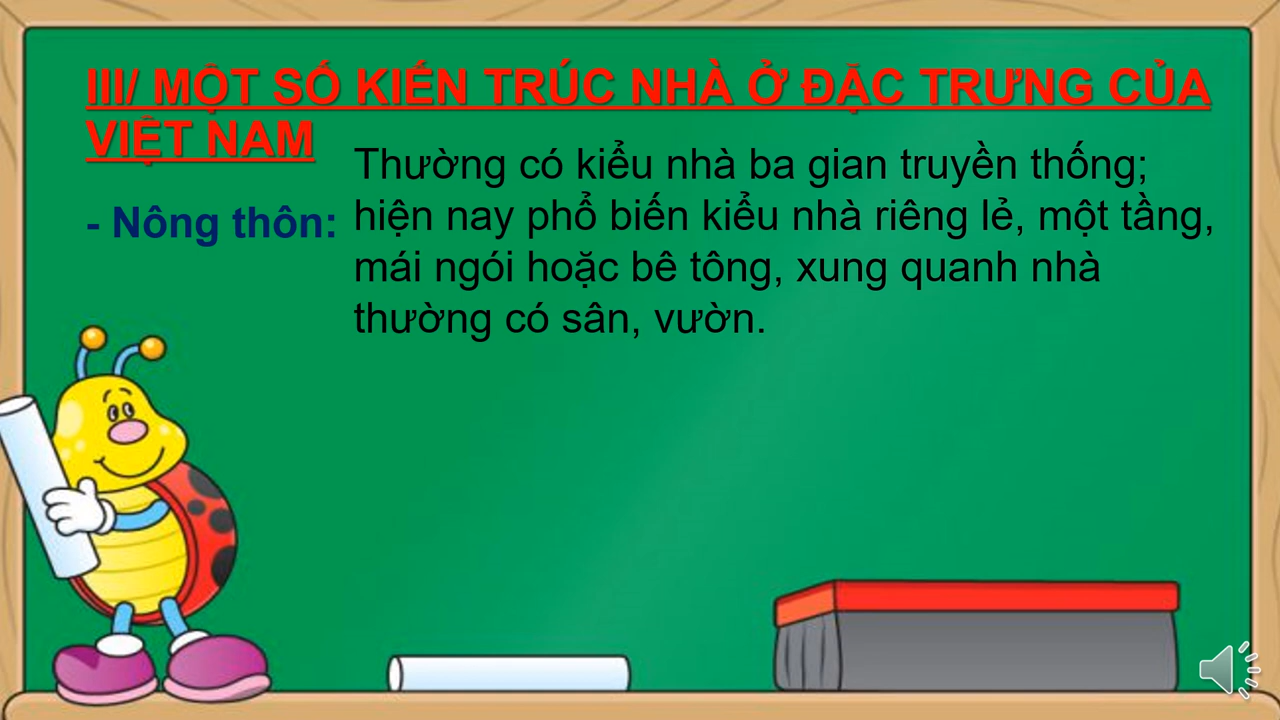 III/ MỘT SỐ KIẾN TRÚC NHÀ Ở ĐẶC TRƯNG CỦA
VIỆT NAM
- Nông thôn:
Thường có kiểu nhà ba gian truyền thống;
hiện nay phổ biến kiểu nhà riêng lẻ, một tầng,
mái ngói hoặc bê tông, xung quanh nhà
thường có sân, vườn.